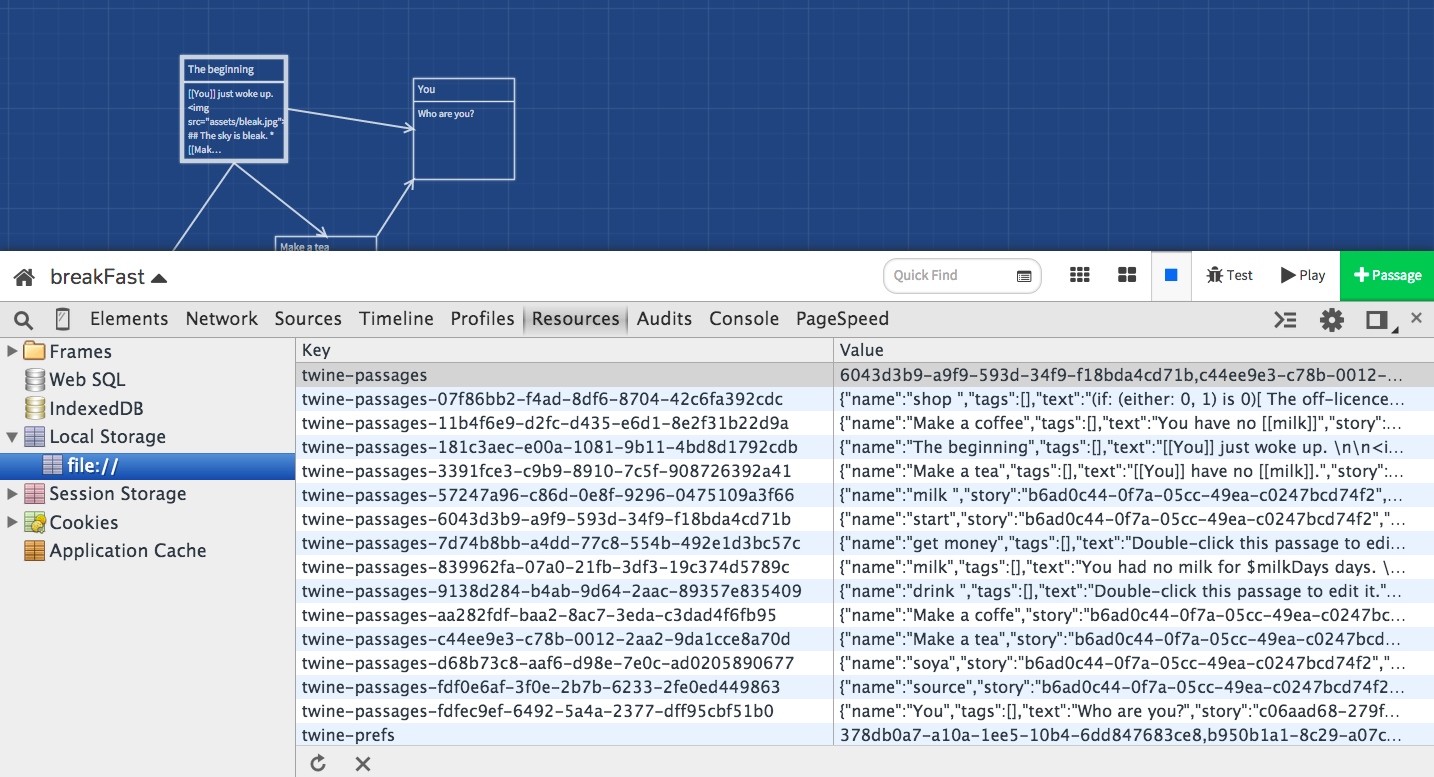 The beginning
[[You]] just woke up.
<img
src="assets/bleak.jpg">
## The sky is bleak. *
[[Mak...
You
Who are you?
Make a tea
breakFast
Quick Find
Test
Play
Passage
Elements Network Sources Timeline Profiles Resources Audits Console PageSpeed
Frames
Web SQL
IndexedDB
Local Storage
file://
Session Storage
Cookies
Application Cache
Key Value
twine-passages 6043d3b9-a9f9-593d-34f9-f18bda4cd71b,c44ee9e3-c78b-0012-...
twine-passages-07f86bb2-f4ad-8df6-8704-42c6fa392cdc {"name":"shop ","tags":[],"text":"(if: (either: 0, 1) is 0)[ The off-licence...
twine-passages-11b4f6e9-d2fc-d435-e6d1-8e2f31b22d9a {"name":"Make a coffee","tags":[],"text":"You have no [[milk]]","story":...
twine-passages-181c3aec-e00a-1081-9b11-4bd8d1792cdb {"name":"The beginning","tags":[],"text":"[[You]] just woke up. \n\n<i...
twine-passages-3391fce3-c9b9-8910-7c5f-908726392a41 {"name":"Make a tea","tags":[],"text":"[[You]] have no [[milk]].","story":...
twine-passages-57247a96-c86d-0e8f-9296-0475109a3f66 {"name":"milk ","story":"b6ad0c44-0f7a-05cc-49ea-c0247bcd74f2",...
twine-passages-6043d3b9-a9f9-593d-34f9-f18bda4cd71b {"name":"start","story":"b6ad0c44-0f7a-05cc-49ea-c0247bcd74f2","...
twine-passages-7d74b8bb-a4dd-77c8-554b-492e1d3bc57c {"name":"get money","tags":[],"text":"Double-click this passage to edi...
twine-passages-839962fa-07a0-21fb-3df3-19c374d5789c {"name":"milk","tags":[],"text":"You had no milk for $milkDays days. \...
twine-passages-9138d284-b4ab-9d64-2aac-89357e835409 {"name":"drink ","tags":[],"text":"Double-click this passage to edit it."...
twine-passages-aa282fdf-baa2-8ac7-3eda-c3dad4f6fb95 {"name":"Make a coffe","story":"b6ad0c44-0f7a-05cc-49ea-c0247bc...
twine-passages-c44ee9e3-c78b-0012-2aa2-9da1cce8a70d {"name":"Make a tea","story":"b6ad0c44-0f7a-05cc-49ea-c0247bcd...
twine-passages-d68b73c8-aaf6-d98e-7e0c-ad0205890677 {"name":"soya","story":"b6ad0c44-0f7a-05cc-49ea-c0247bcd74f2","...
twine-passages-fdf0e6af-3f0e-2b7b-6233-2fe0ed449863 {"name":"source","story":"b6ad0c44-0f7a-05cc-49ea-c0247bcd74f2...
twine-passages-fdfec9ef-6492-5a4a-2377-dff95cbf51b0 {"name":"You","tags":[],"text":"Who are you?","story":"c06aad68-279f...
twine-prefs 378db0a7-a10a-1ee5-10b4-6dd847683ce8,b950b1a1-8c29-a07c...